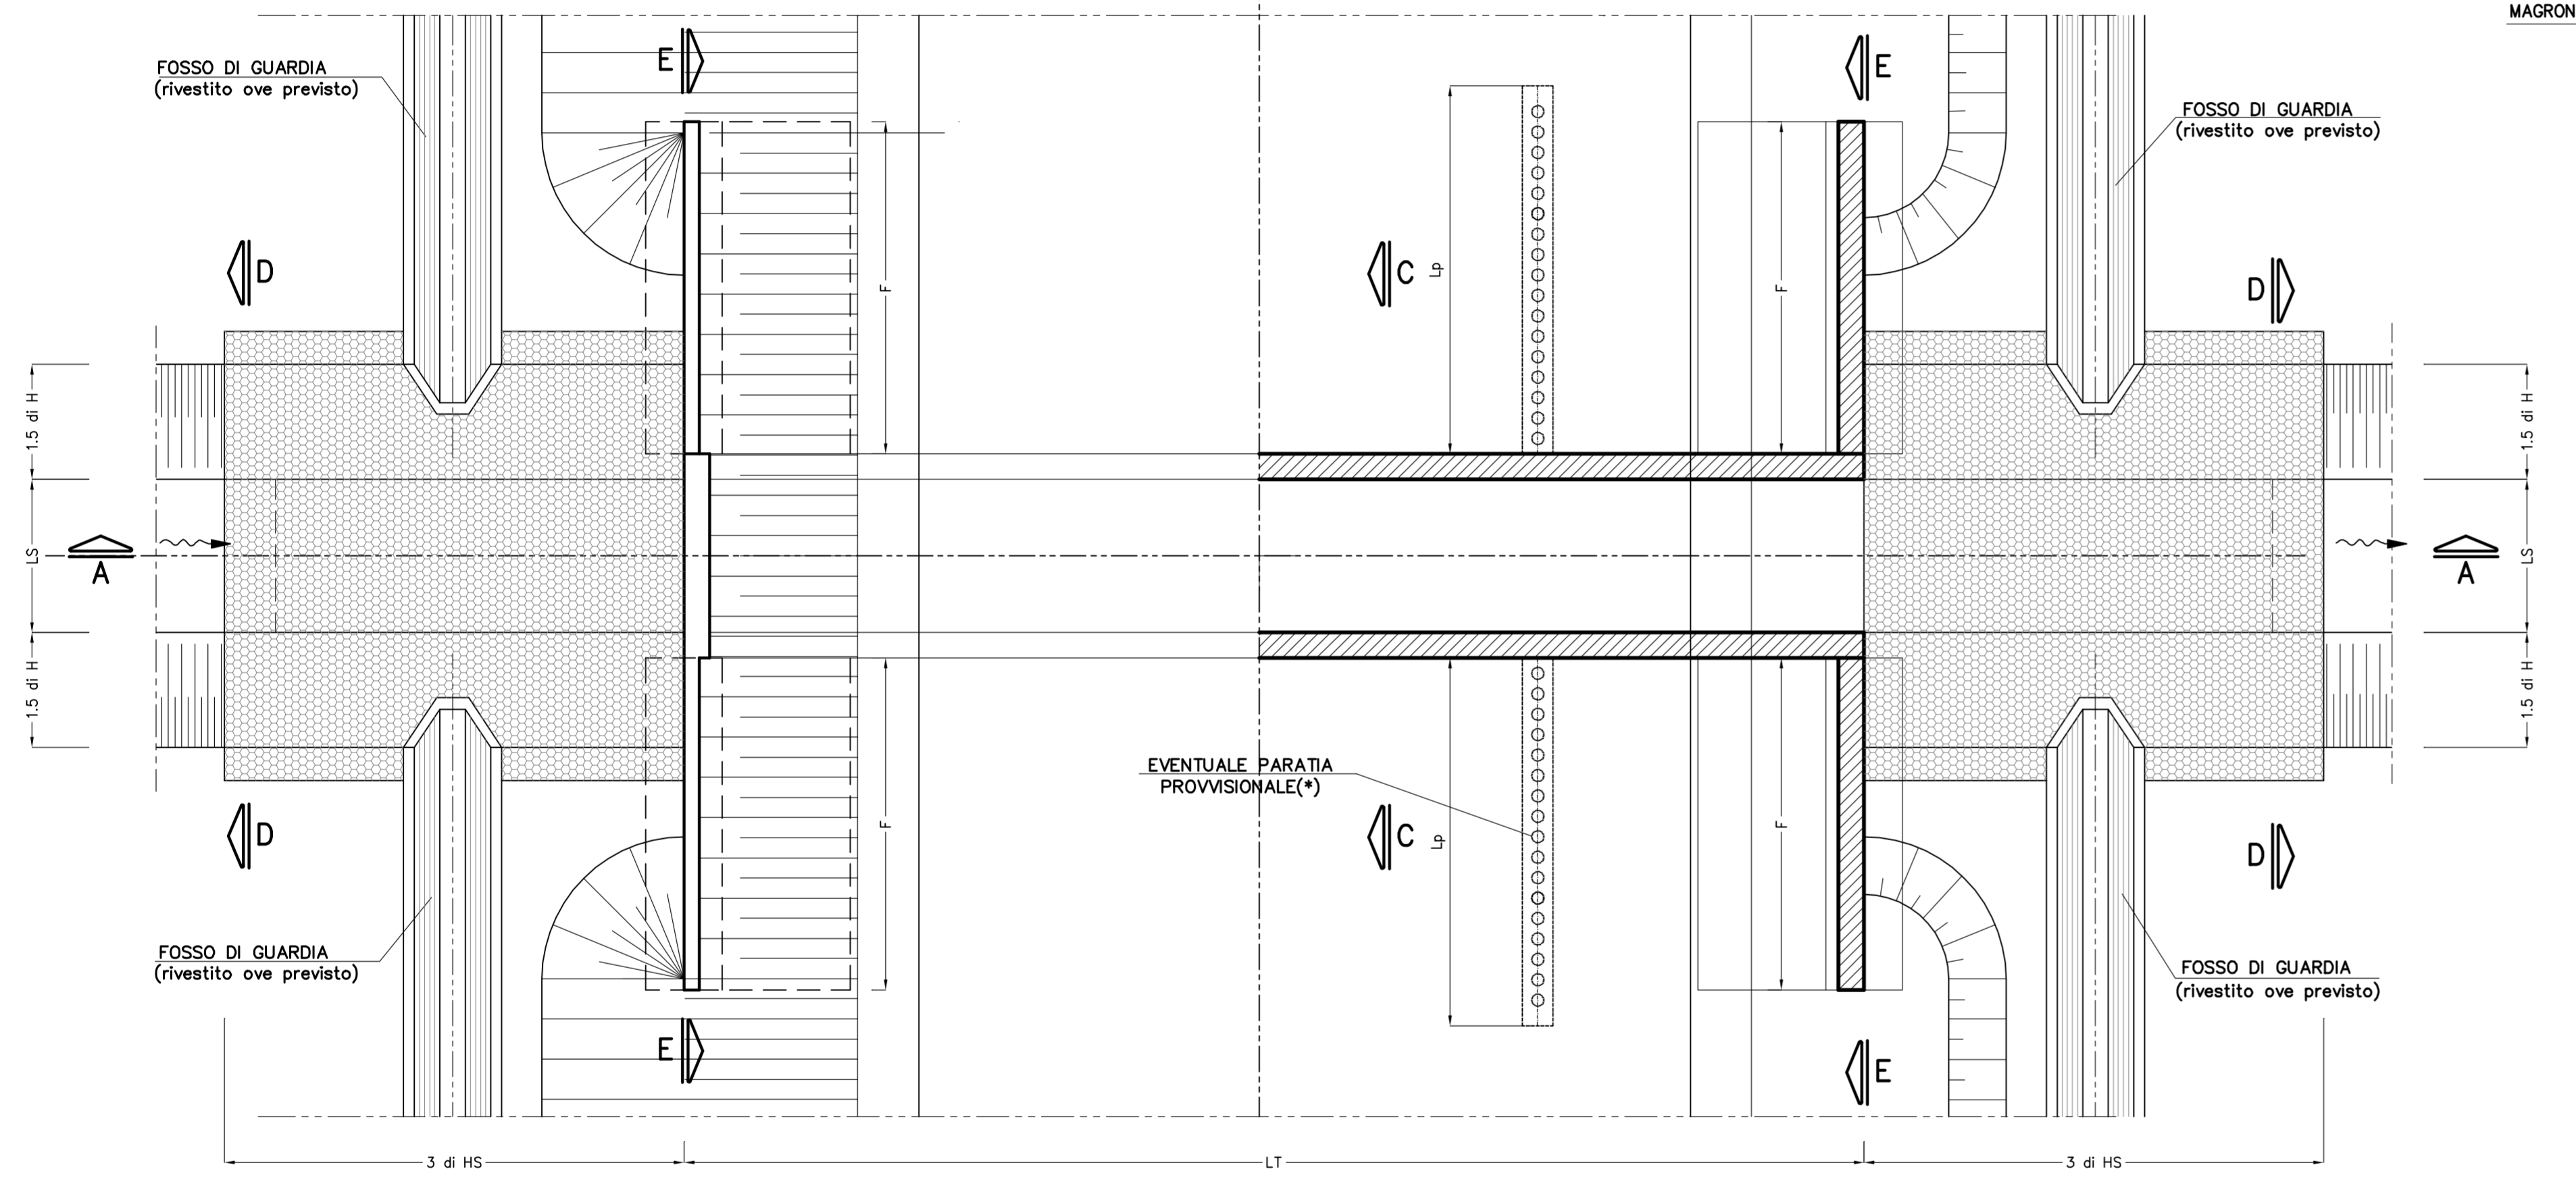 MAGRON
E
E
FOSSO DI GUARDIA
(rivestito ove previsto)
FOSSO DI GUARDIA
(rivestito ove previsto)
D
C
Lp
F
F
D
1.5 di H
1.5 di H
LS
A
LS
A
1.5 di H
1.5 di H
EVENTUALE PARATIA
PROVVISIONALE(*)
D
C
Lp
F
F
D
FOSSO DI GUARDIA
(rivestito ove previsto)
FOSSO DI GUARDIA
(rivestito ove previsto)
E
E
3 di HS
LT
3 di HS